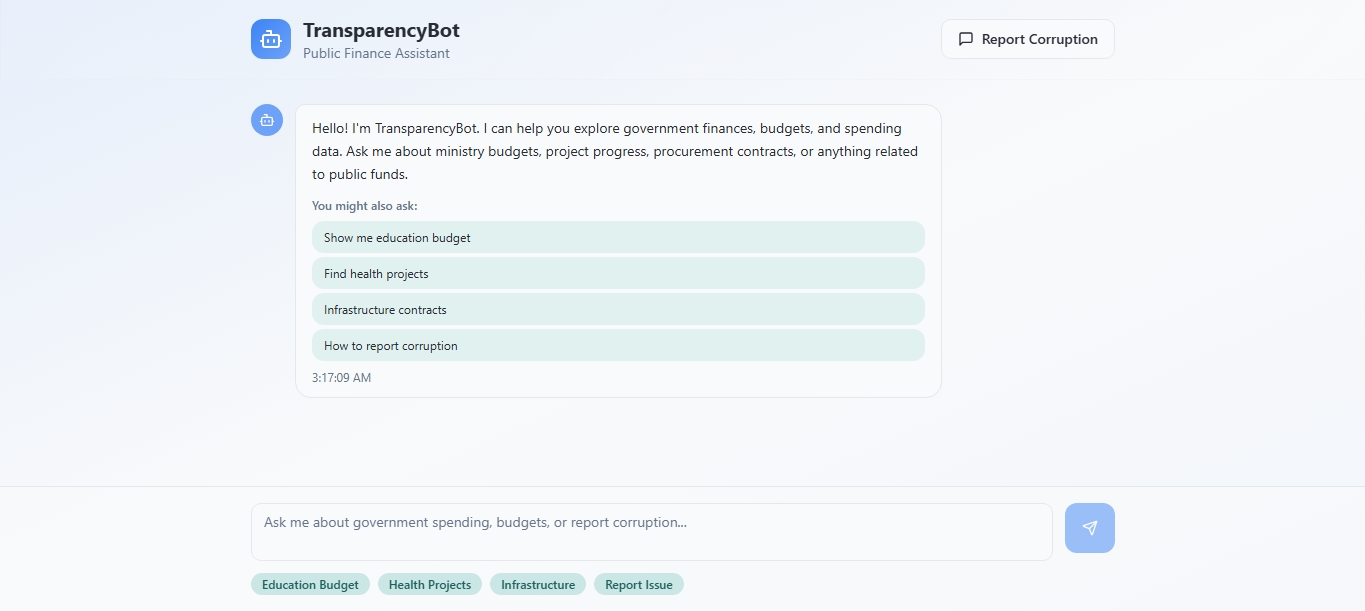 TransparencyBot
Public Finance Assistant
Report Corruption
Hello! I'm TransparencyBot. I can help you explore government finances, budgets, and spending
data. Ask me about ministry budgets, project progress, procurement contracts, or anything related
to public funds.
You might also ask:
Show me education budget
Find health projects
Infrastructure contracts
How to report corruption
3:17:09 AM
Ask me about government spending, budgets, or report corruption...
Education Budget
Health Projects
Infrastructure
Report Issue